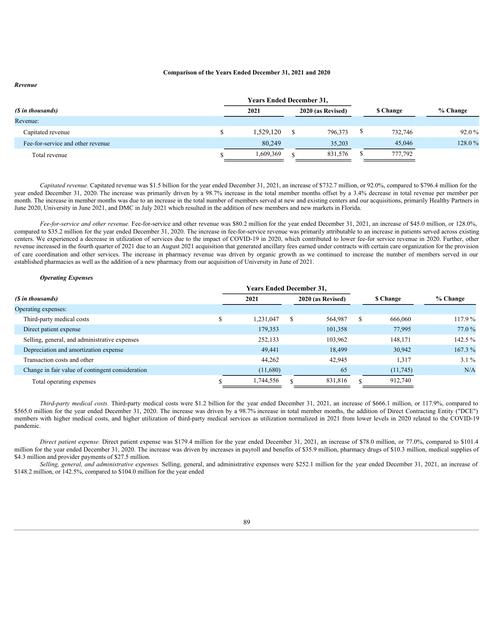 Comparison of the Years Ended December 31, 2021 and 2020
Revenue
Years Ended December 31,
($ in thousands) 2021 2020 (as Revised) $ Change % Change
Revenue:
Capitated revenue $ 1,529,120 $ 796,373 $ 732,746 92.0 %
Fee-for-service and other revenue 80,249 35,203 45,046 128.0 %
Total revenue $ 1,609,369 $ 831,576 $ 777,792
Capitated revenue. Capitated revenue was $1.5 billion for the year ended December 31, 2021, an increase of $732.7 million, or 92.0%, compared to $796.4 million for the
year ended December 31, 2020. The increase was primarily driven by a 98.7% increase in the total member months offset by a 3.4% decrease in total revenue per member per
month. The increase in member months was due to an increase in the total number of members served at new and existing centers and our acquisitions, primarily Healthy Partners in
June 2020, University in June 2021, and DMC in July 2021 which resulted in the addition of new members and new markets in Florida.
Fee-for-service and other revenue. Fee-for-service and other revenue was $80.2 million for the year ended December 31, 2021, an increase of $45.0 million, or 128.0%,
compared to $35.2 million for the year ended December 31, 2020. The increase in fee-for-service revenue was primarily attributable to an increase in patients served across existing
centers. We experienced a decrease in utilization of services due to the impact of COVID-19 in 2020, which contributed to lower fee-for service revenue in 2020. Further, other
revenue increased in the fourth quarter of 2021 due to an August 2021 acquisition that generated ancillary fees earned under contracts with certain care organization for the provision
of care coordination and other services. The increase in pharmacy revenue was driven by organic growth as we continued to increase the number of members served in our
established pharmacies as well as the addition of a new pharmacy from our acquisition of University in June of 2021.
Operating Expenses
Years Ended December 31,
($ in thousands) 2021 2020 (as Revised) $ Change % Change
Operating expenses:
Third-party medical costs $ 1,231,047 $ 564,987 $ 666,060 117.9 %
Direct patient expense 179,353 101,358 77,995 77.0 %
Selling, general, and administrative expenses 252,133 103,962 148,171 142.5 %
Depreciation and amortization expense 49,441 18,499 30,942 167.3 %
Transaction costs and other 44,262 42,945 1,317 3.1 %
Change in fair value of contingent consideration (11,680) 65 (11,745) N/A
Total operating expenses $ 1,744,556 $ 831,816 $ 912,740
Third-party medical costs. Third-party medical costs were $1.2 billion for the year ended December 31, 2021, an increase of $666.1 million, or 117.9%, compared to
$565.0 million for the year ended December 31, 2020. The increase was driven by a 98.7% increase in total member months, the addition of Direct Contracting Entity ("DCE")
members with higher medical costs, and higher utilization of third-party medical services as utilization normalized in 2021 from lower levels in 2020 related to the COVID-19
pandemic.
Direct patient expense. Direct patient expense was $179.4 million for the year ended December 31, 2021, an increase of $78.0 million, or 77.0%, compared to $101.4
million for the year ended December 31, 2020. The increase was driven by increases in payroll and benefits of $35.9 million, pharmacy drugs of $10.3 million, medical supplies of
$4.3 million and provider payments of $27.5 million.
Selling, general, and administrative expenses. Selling, general, and administrative expenses were $252.1 million for the year ended December 31, 2021, an increase of
$148.2 million, or 142.5%, compared to $104.0 million for the year ended
89